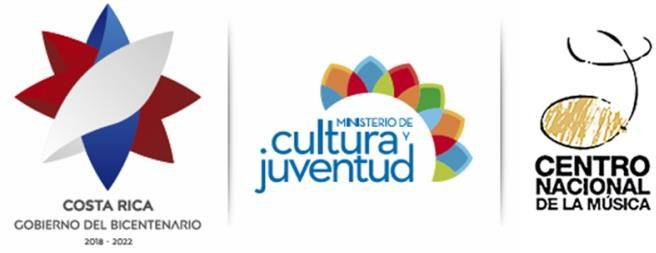 COSTA RICA
GOBIERNO DEL BICENTENARIO
2018 - 2022
MINISTERIO DE
cultura y
juventud
CENTRO
NACIONAL
DE LA MÚSICA